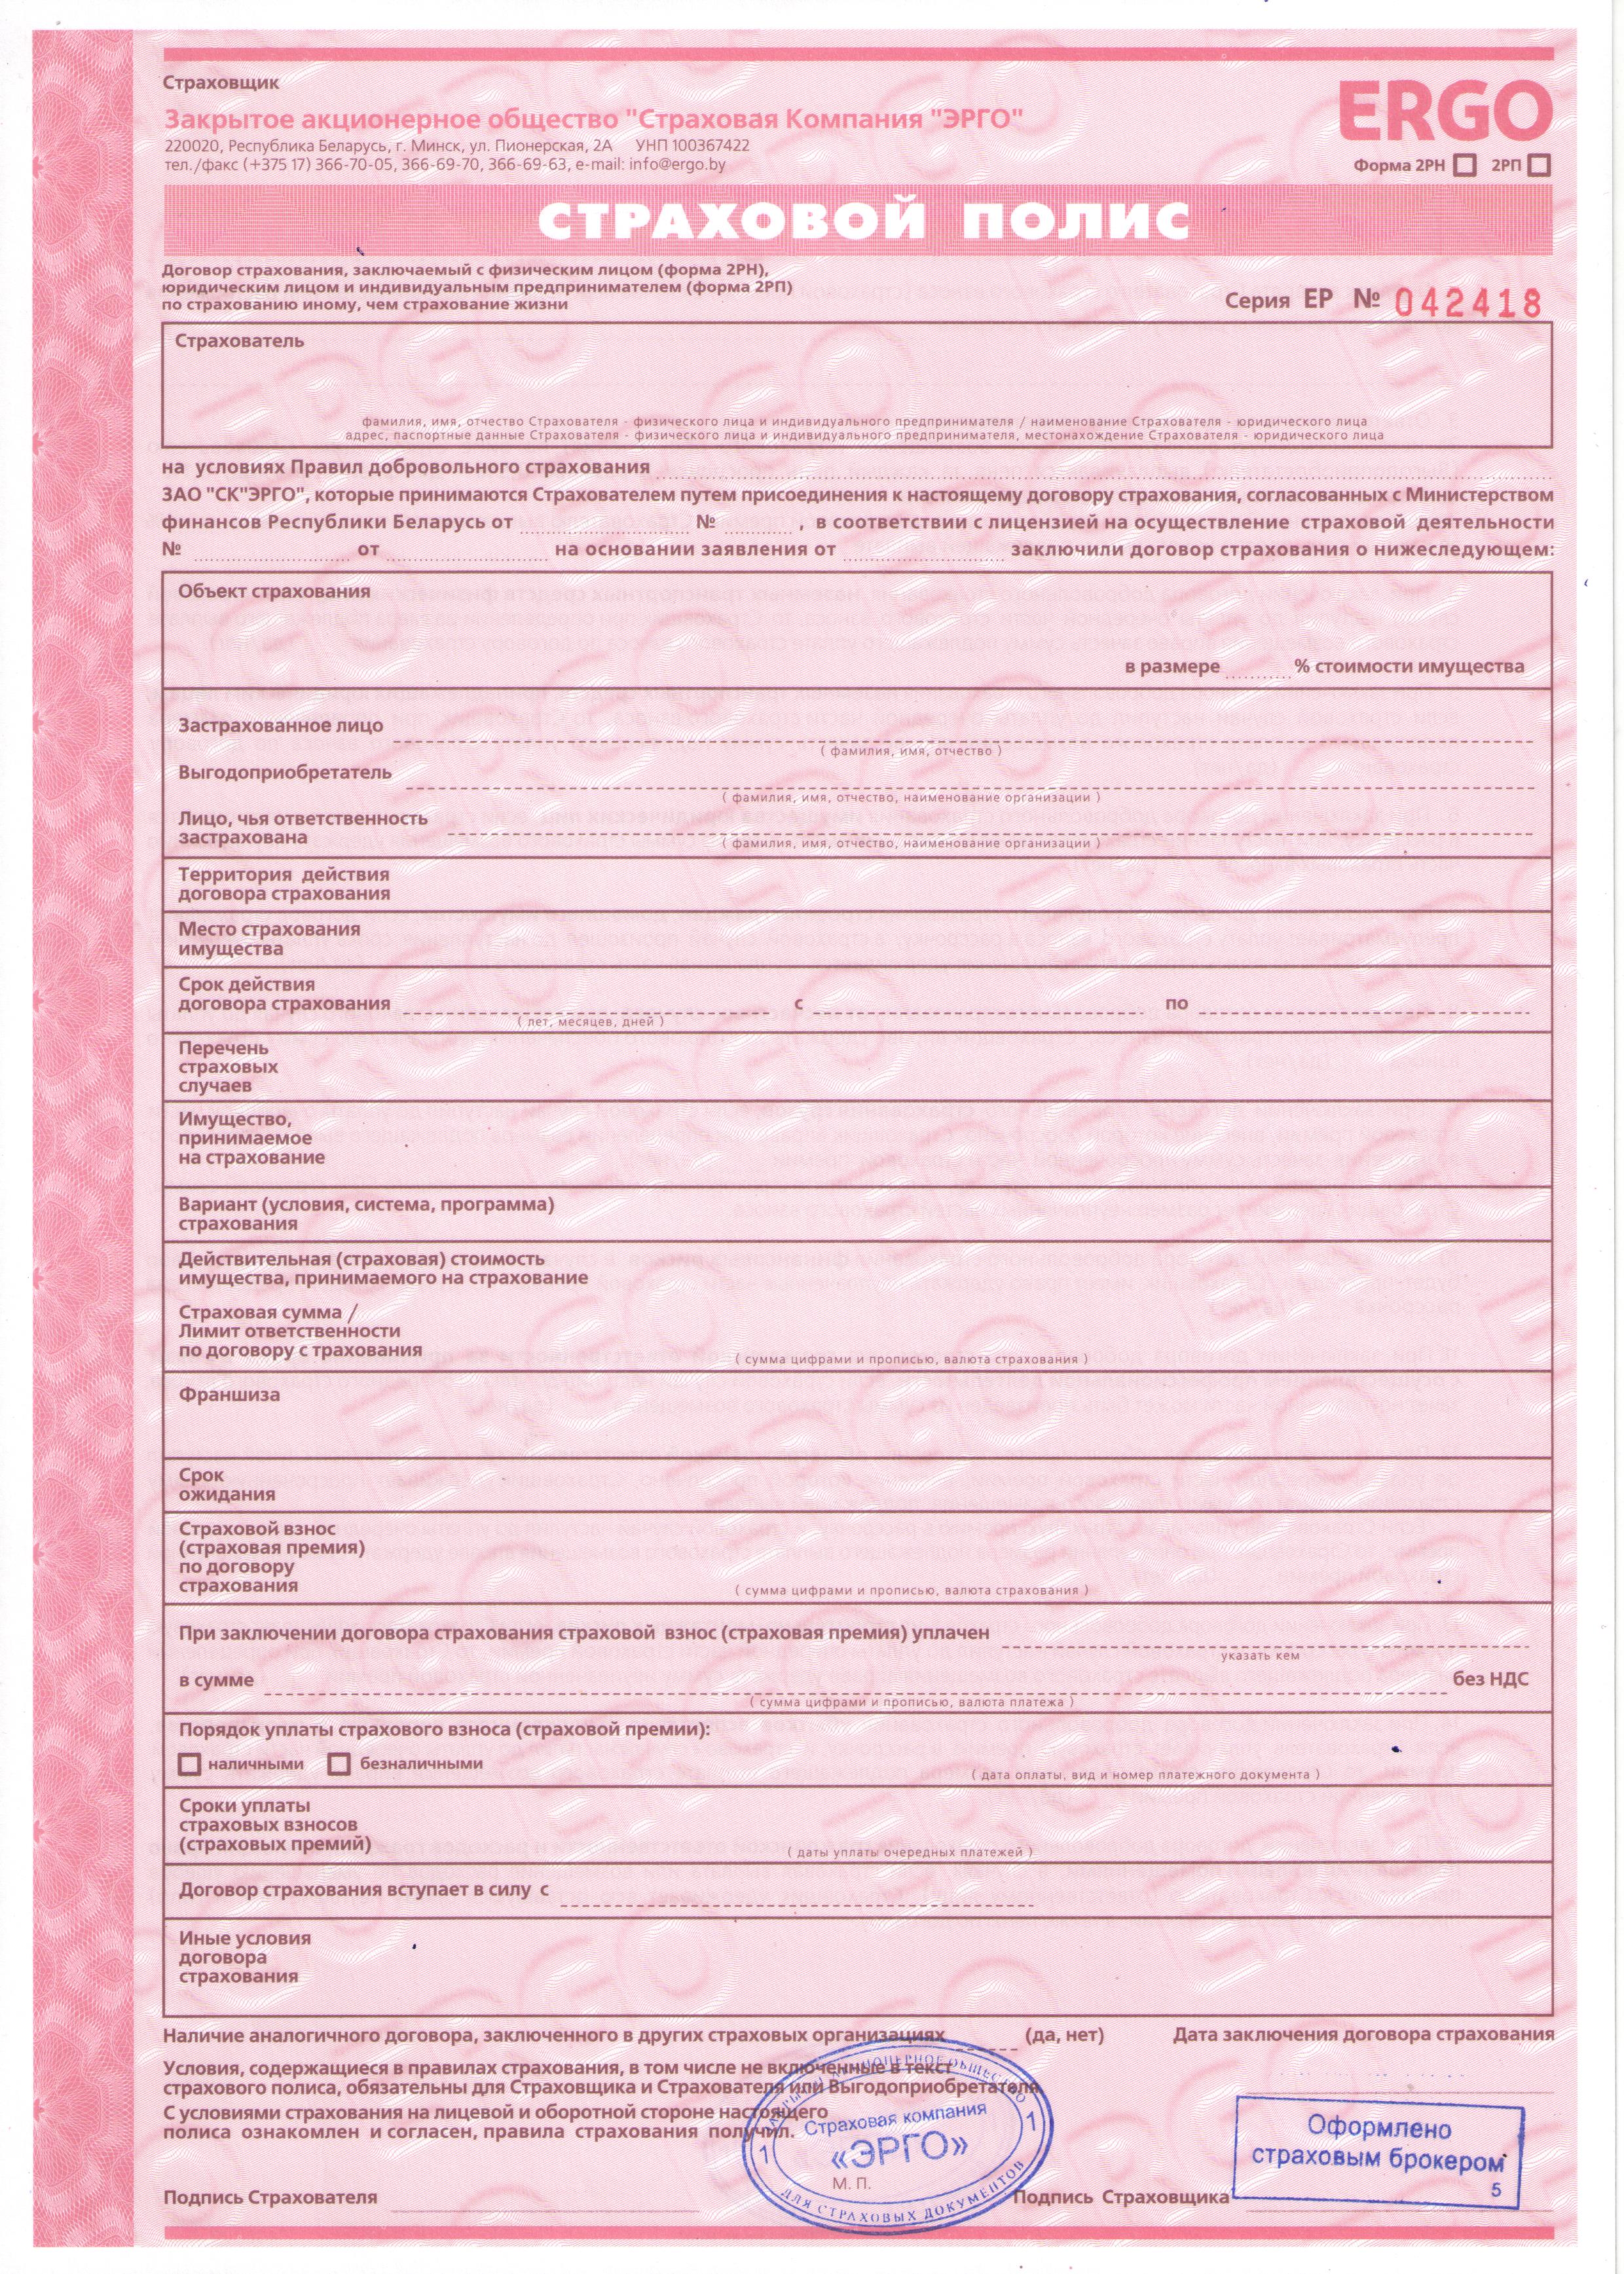 Страховщик
Закрытое акционерное общество "Страховая Компания "ЭРГО"
220020, Республика Беларусь, г. Минск, ул. Пионерская, 2А УНП 100367422
тел./факс (+375 17) 366-70-05, 366-69-70, 366-69-63, e-mail: info@ergo.by
ERGO
Форма 2РН 2РП
СТРАХОВОЙ ПОЛИС
Договор страхования, заключаемый с физическим лицом (форма 2РН),
юридическим лицом и индивидуальным предпринимателем (форма 2РП)
по страхованию иному, чем страхование жизни
Серия ЕР № 042418
Страхователь
фамилия, имя, отчество Страхователя - физического лица и индивидуального предпринимателя / наименование Страхователя - юридического лица
адрес, паспортные данные Страхователя - физического лица и индивидуального предпринимателя, местонахождение Страхователя - юридического лица
на условиях Правил добровольного страхования
ЗАО "СК"ЭРГО", которые принимаются Страхователем путем присоединения к настоящему договору страхования, согласованных с Министерством
финансов Республики Беларусь от № , в соответствии с лицензией на осуществление страховой деятельности
№ от на основании заявления от заключили договор страхования о нижеследующем:
Объект страхования
в размере % стоимости имущества
Застрахованное лицо
( фамилия, имя, отчество )
Выгодоприобретатель
( фамилия, имя, отчество, наименование организации )
Лицо, чья ответственность
застрахована
( фамилия, имя, отчество, наименование организации )
Территория действия
договора страхования
Место страхования
имущества
Срок действия
договора страхования с по
( лет, месяцев, дней )
Перечень
страховых
случаев
Имущество,
принимаемое
на страхование
Вариант (условия, система, программа)
страхования
Действительная (страховая) стоимость
имущества, принимаемого на страхование
Страховая сумма /
Лимит ответственности
по договору с трахования
( сумма цифрами и прописью, валюта страхования )
Франшиза
Срок
ожидания
Страховой взнос
(страховая премия)
по договору
страхования
( сумма цифрами и прописью, валюта страхования )
При заключении договора страхования страховой взнос (страховая премия) уплачен
указать кем
в сумме без НДС
( сумма цифрами и прописью, валюта платежа )
Порядок уплаты страхового взноса (страховой премии):
наличными безналичными
( дата оплаты, вид и номер платежного документа )
Сроки уплаты
страховых взносов
(страховых премий)
( даты уплаты очередных платежей )
Договор страхования вступает в силу с
Иные условия
договора
страхования
Наличие аналогичного договора, заключенного в других страховых организациях (да, нет) Дата заключения договора страхования
Условия, содержащиеся в правилах страхования, в том числе не включенные в текст
страхового полиса, обязательны для Страховщика и Страхователя или Выгодоприобретателя.
С условиями страхования на лицевой и оборотной стороне настоящего
полиса ознакомлен и согласен, правила страхования получил.
АКЦИОНЕРНОЕ ОБЩЕСТВО
Страховая компания
«ЭРГО»
1 1
ДЛЯ СТРАХОВЫХ ДОКУМЕНТОВ
М. П.
Оформлено
страховым брокером
5
Подпись Страхователя Подпись Страховщика